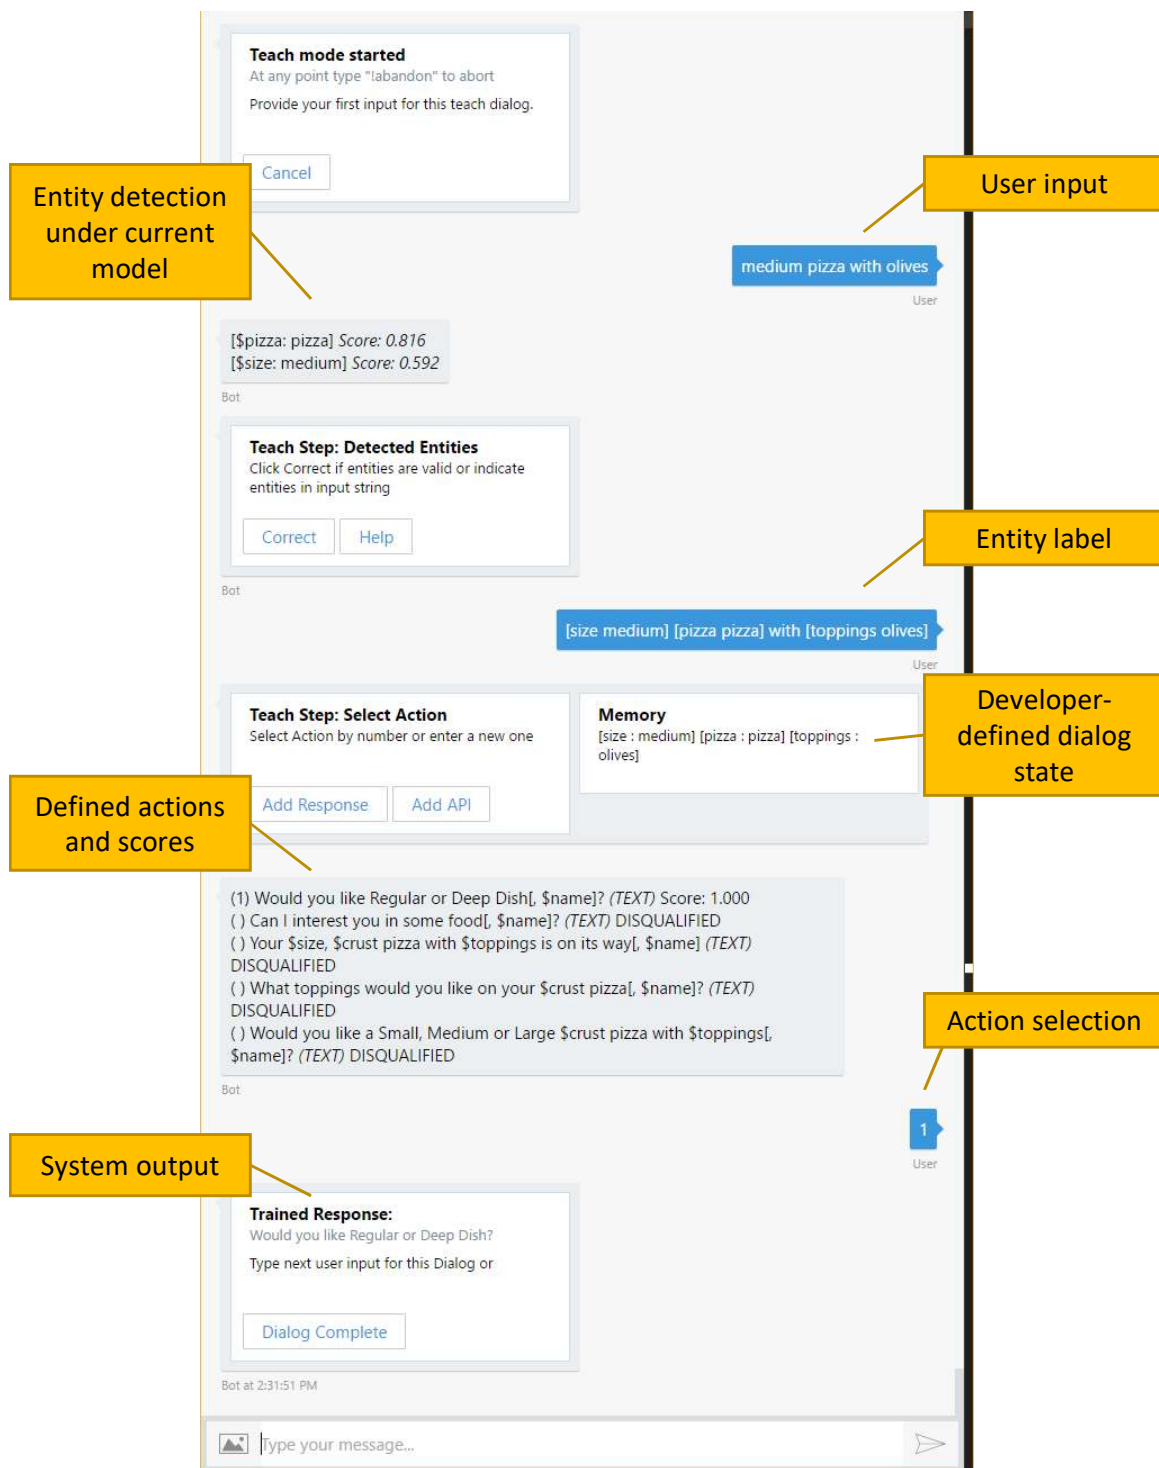 Teach mode started
At any point type "!abandon" to abort
Provide your first input for this teach dialog.
Cancel
Entity detection
under current
model
User input
medium pizza with olives
User
[$pizza: pizza] Score: 0.816
[$size: medium] Score: 0.592
Bot
Teach Step: Detected Entities
Click Correct if entities are valid or indicate
entities in input string
Correct
Help
Bot
Entity label
[size medium] [pizza pizza] with [toppings olives]
User
Teach Step: Select Action
Select Action by number or enter a new one
Add Response
Add API
Memory
[size : medium] [pizza : pizza] [toppings :
olives]
Developer-
defined dialog
state
Defined actions
and scores
(1) Would you like Regular or Deep Dish[, $name]? (TEXT) Score: 1.000
( ) Can I interest you in some food[, $name]? (TEXT) DISQUALIFIED
( ) Your $size, $crust pizza with $toppings is on its way[, $name] (TEXT)
DISQUALIFIED
( ) What toppings would you like on your $crust pizza[, $name]? (TEXT)
DISQUALIFIED
( ) Would you like a Small, Medium or Large $crust pizza with $toppings[,
$name]? (TEXT) DISQUALIFIED
Bot
Action selection
1
User
System output
Trained Response:
Would you like Regular or Deep Dish?
Type next user input for this Dialog or
Dialog Complete
Bot at 2:31:51 PM
Type your message...